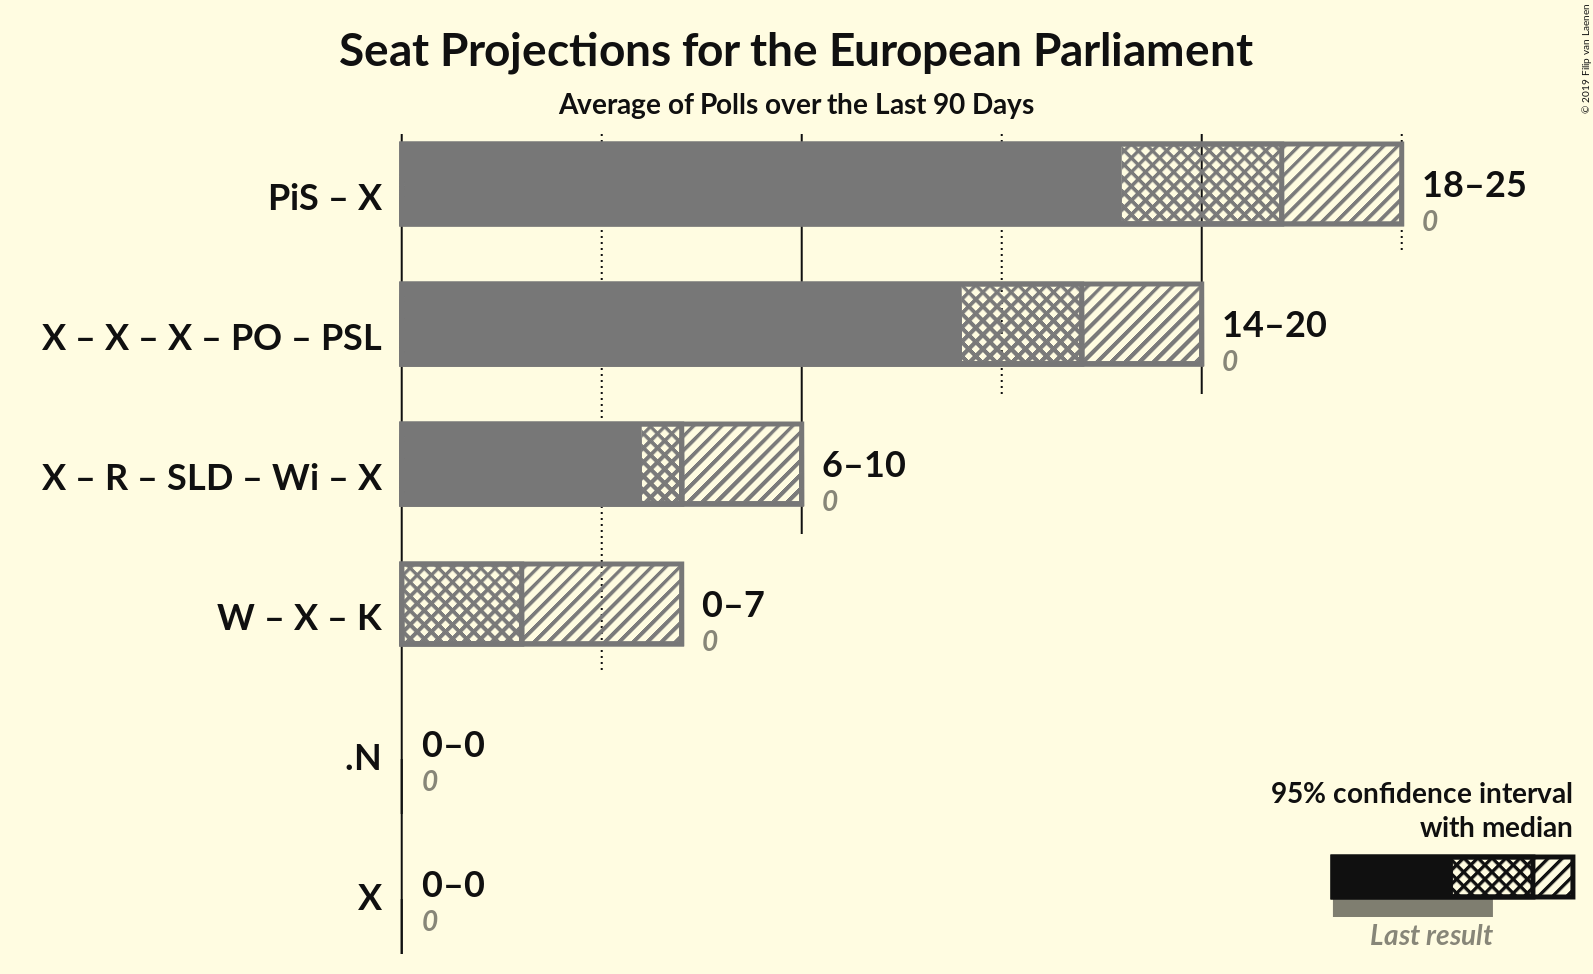 Seat Projections for the European Parliament
Average of Polls over the Last 90 Days
© 2019 Filip van Laenen
PiS – X
18–25
0
X – X – X – PO – PSL
14–20
0
X – R – SLD – Wi – X
6–10
0
W – X – K
0–7
0
.N
0–0
0
X
0–0
0
95% confidence interval
with median
Last result